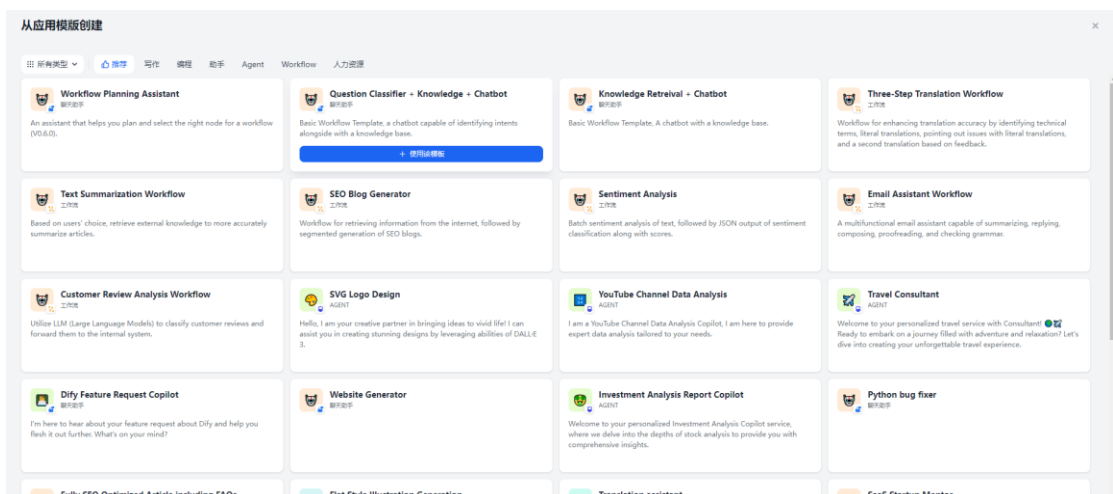 从应用模版创建
×
所有类型
推荐 写作 编程 助手 Agent Workflow 人力资源
Workflow Planning Assistant
聊天助手
An assistant that helps you plan and select the right node for a workflow
(V0.6.0).
Question Classifier + Knowledge + Chatbot
聊天助手
Basic Workflow Template, a chatbot capable of identifying intents
alongside with a knowledge base.
+ 使用该模板
Knowledge Retreival + Chatbot
聊天助手
Basic Workflow Template, A chatbot with a knowledge base.
Three-Step Translation Workflow
工作流
Workflow for enhancing translation accuracy by identifying technical
terms, literal translations, pointing out issues with literal translations,
and a second translation based on feedback.
Text Summarization Workflow
工作流
Based on users' choice, retrieve external knowledge to more accurately
summarize articles.
SEO Blog Generator
工作流
Workflow for retrieving information from the internet, followed by
segmented generation of SEO blogs.
Sentiment Analysis
工作流
Batch sentiment analysis of text, followed by JSON output of sentiment
classification along with scores.
Email Assistant Workflow
工作流
A multifunctional email assistant capable of summarizing, replying,
composing, proofreading, and checking grammar.
Customer Review Analysis Workflow
工作流
Utilize LLM (Large Language Models) to classify customer reviews and
forward them to the internal system.
SVG Logo Design
AGENT
Hello, I am your creative partner in bringing ideas to vivid life! I can
assist you in creating stunning designs by leveraging abilities of DALL·E
3.
YouTube Channel Data Analysis
AGENT
I am a YouTube Channel Data Analysis Copilot, I am here to provide
expert data analysis tailored to your needs.
Travel Consultant
AGENT
Welcome to your personalized travel service with Consultant! 🌍✈️
Ready to embark on a journey filled with adventure and relaxation? Let's
dive into creating your unforgettable travel experience.
Dify Feature Request Copilot
聊天助手
I'm here to hear about your feature request about Dify and help you
flesh it out further. What's on your mind?
Website Generator
聊天助手
Investment Analysis Report Copilot
AGENT
Welcome to your personalized Investment Analysis Copilot service,
where we delve into the depths of stock analysis to provide you with
comprehensive insights.
Python bug fixer
聊天助手
Fully SEO Optimized Article including FAQs
Flat Style Illustration Generation
Translation assistant
SaaS Startup Mentor